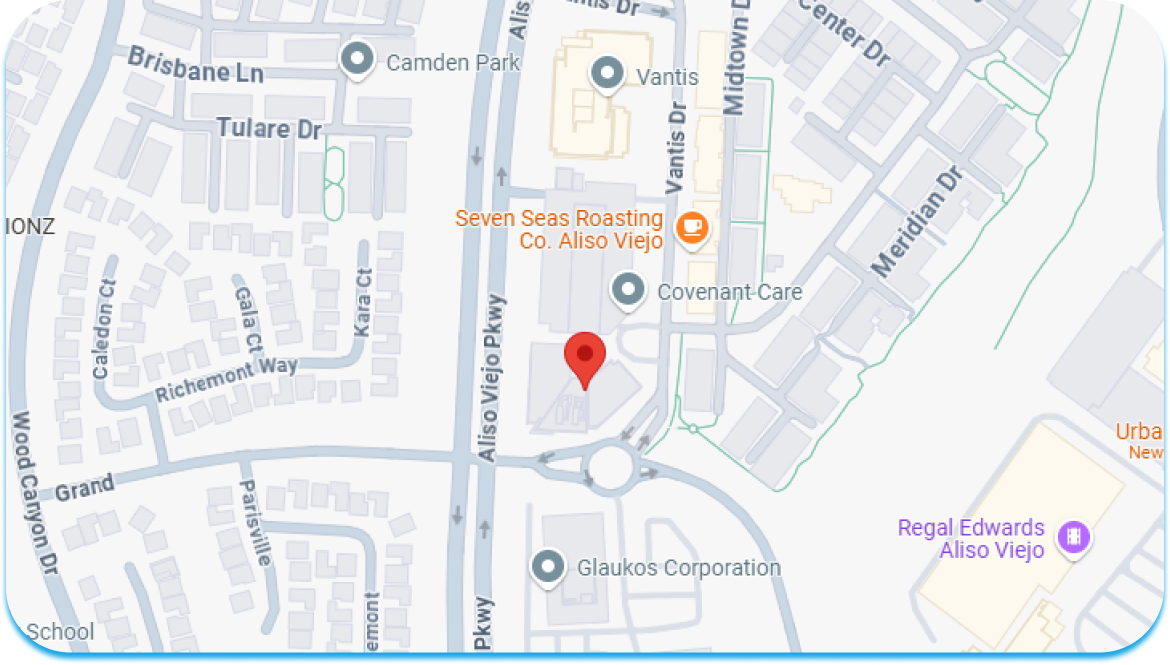 ntis Dr
Center Dr
Alis
Midtown D
Brisbane Ln
Camden Park
Vantis
Tulare Dr
Vantis Dr
Meridian Dr
IONZ
Seven Seas Roasting
Co. Aliso Viejo
Covenant Care
Caledon Ct
Gala Ct
Kara Ct
Richemont Way
Aliso Viejo Pkwy
Wood Canyon Dr
Grand
Parisville
Urba
New
Regal Edwards
Aliso Viejo
Glaukos Corporation
emont
Pkwy
School